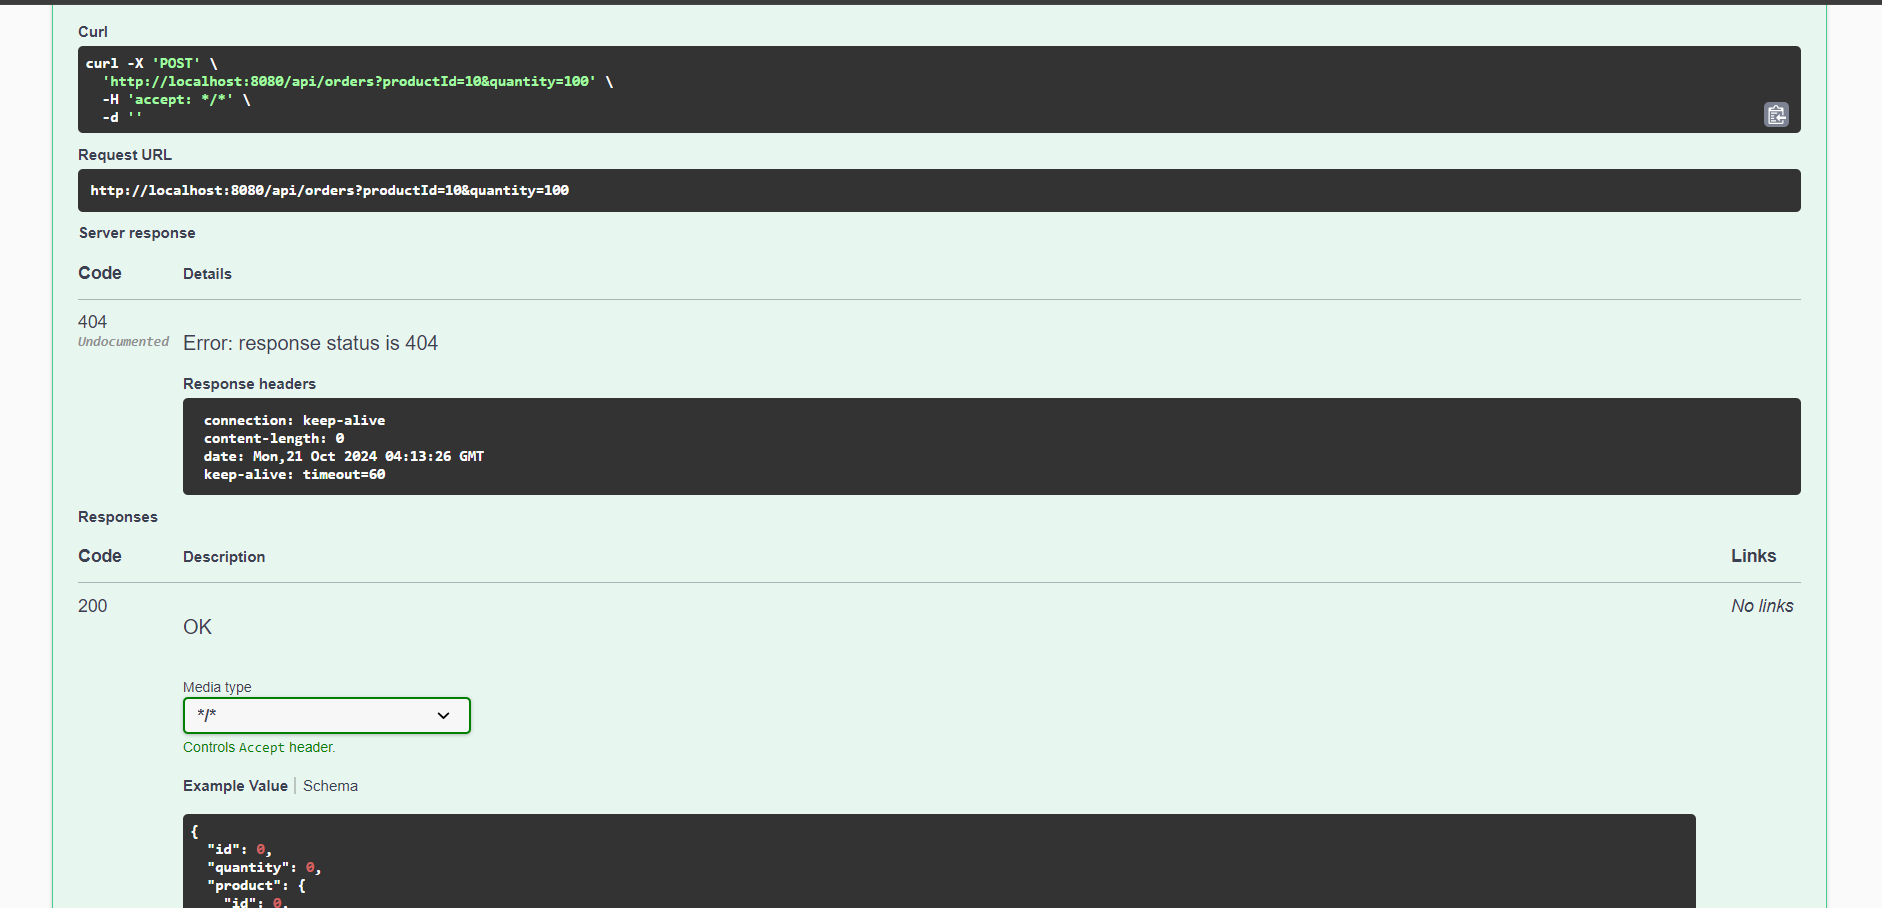 Curl
curl -X 'POST' \
'http://localhost:8080/api/orders?productId=10&quantity=100' \
-H 'accept: */*' \
-d ''
Request URL
http://localhost:8080/api/orders?productId=10&quantity=100
Server response
Code Details
404
Undocumented
Error: response status is 404
Response headers
connection: keep-alive
content-length: 0
date: Mon,21 Oct 2024 04:13:26 GMT
keep-alive: timeout=60
Responses
Code Description Links
200 No links
OK
Media type
*/*
Controls Accept header.
Example Value Schema
{
"id": 0,
"quantity": 0,
"product": {
"id": 0,